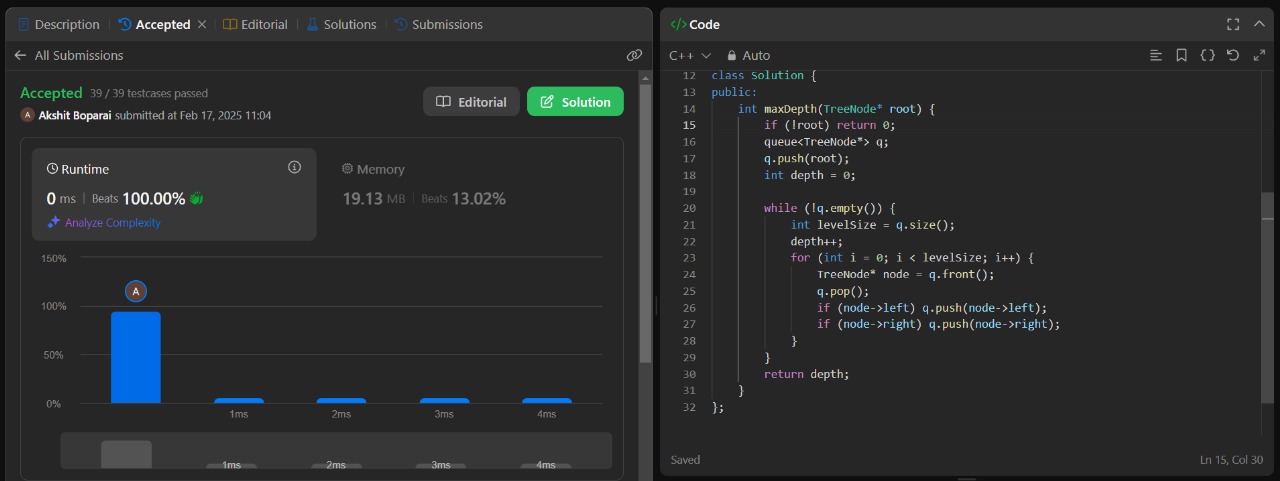 Description
Accepted
Editorial
Solutions
Submissions
All Submissions
Accepted 39 / 39 testcases passed
A Akshit Boparai submitted at Feb 17, 2025 11:04
Editorial
Solution
Runtime
0 ms | Beats 100.00%
Analyze Complexity
Memory
19.13 MB | Beats 13.02%
150%
100%
50%
0%
A
1ms 2ms 3ms 4ms
1ms 2ms 3ms 4ms
</> Code
C++ Auto
12 class Solution {
13 public:
14 int maxDepth(TreeNode* root) {
15 if (!root) return 0;
16 queue<TreeNode*> q;
17 q.push(root);
18 int depth = 0;
19
20 while (!q.empty()) {
21 int levelSize = q.size();
22 depth++;
23 for (int i = 0; i < levelSize; i++) {
24 TreeNode* node = q.front();
25 q.pop();
26 if (node->left) q.push(node->left);
27 if (node->right) q.push(node->right);
28 }
29 }
30 return depth;
31 }
32 };
Saved
Ln 15, Col 30